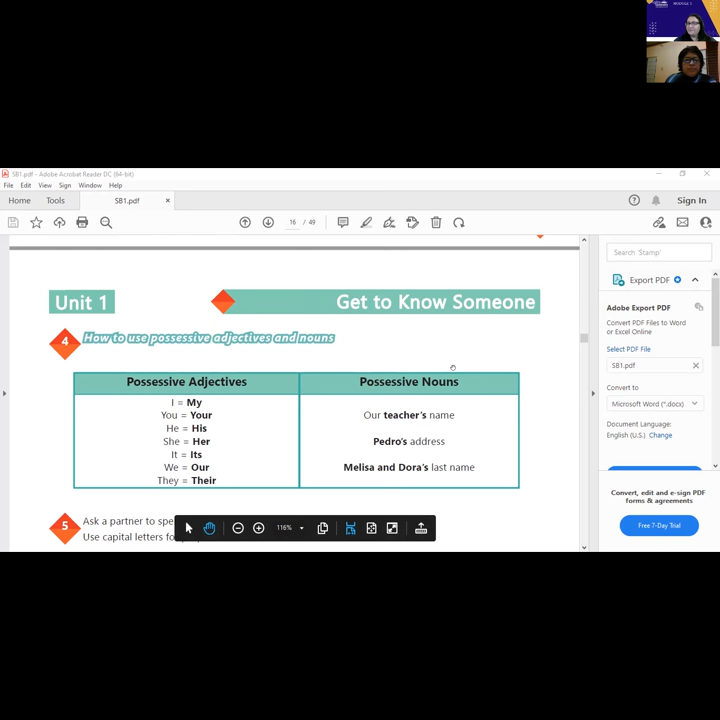 MODULE 1
SB1.pdf - Adobe Acrobat Reader DC (64-bit)
File Edit View Sign Window Help
Home Tools SB1.pdf × Sign In
16 / 49
Search 'Stamp'
Export PDF
Adobe Export PDF
Convert PDF Files to Word
or Excel Online
Select PDF File
SB1.pdf
Convert to
Microsoft Word (*.docx)
Document Language:
English (U.S.) Change
Convert, edit and e-sign PDF
forms & agreements
Free 7-Day Trial
Unit 1
Get to Know Someone
4 How to use possessive adjectives and nouns
Possessive Adjectives
I = My
You = Your
He = His
She = Her
It = Its
We = Our
They = Their
Possessive Nouns
Our teacher's name
Pedro's address
Melisa and Dora's last name
5 Ask a partner to spe
Use capital letters fo
116%